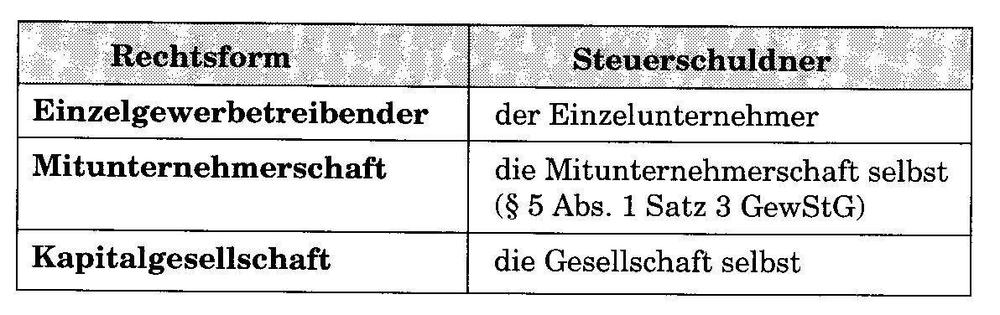 Rechtsform Steuerschuldner
Einzelgewerbetreibender der Einzelunternehmer
Mitunternehmerschaft die Mitunternehmerschaft selbst
(§ 5 Abs. 1 Satz 3 GewStG)
Kapitalgesellschaft die Gesellschaft selbst